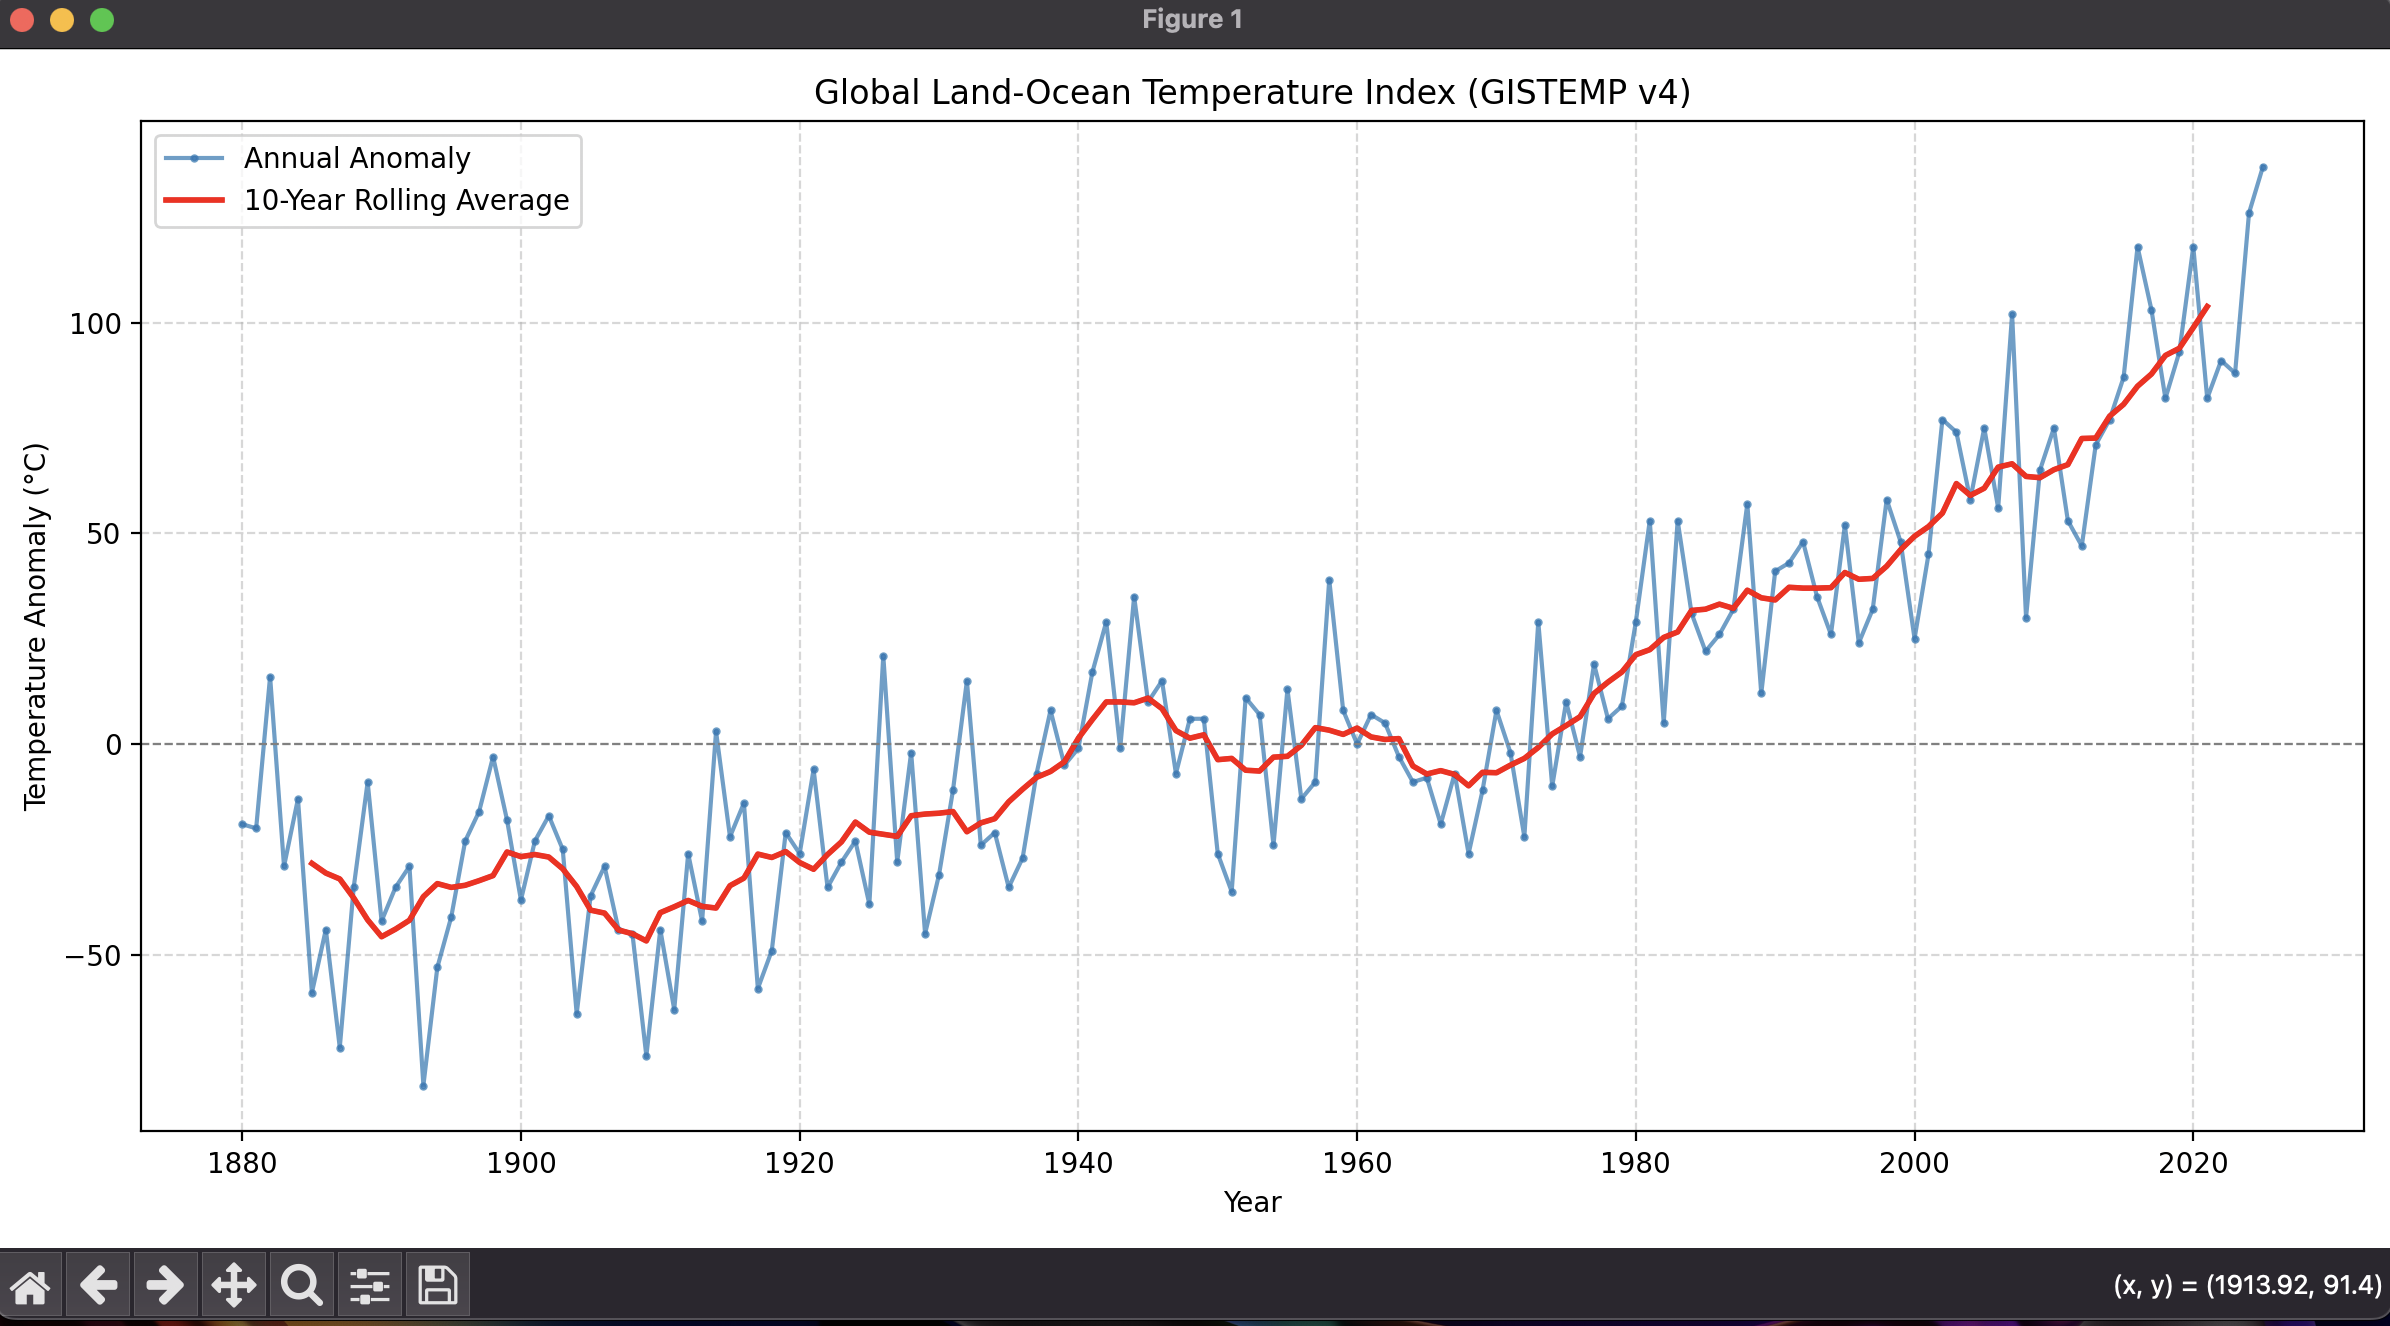 Figure 1
Global Land-Ocean Temperature Index (GISTEMP v4)
Annual Anomaly
10-Year Rolling Average
Temperature Anomaly (°C)
100
50
0
−50
1880 1900 1920 1940 1960 1980 2000 2020
Year
(x, y) = (1913.92, 91.4)